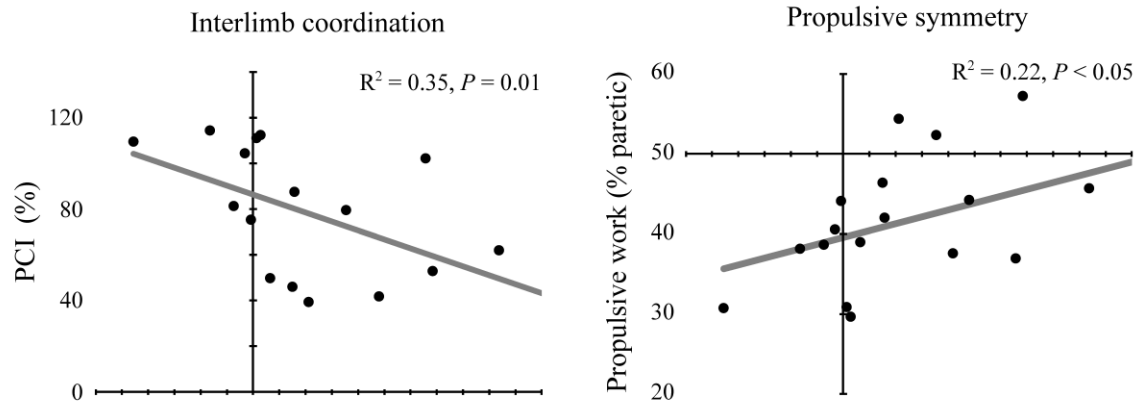 Interlimb coordination
R² = 0.35, P = 0.01
PCI (%)
120
80
40
0
Propulsive symmetry
R² = 0.22, P < 0.05
Propulsive work (% paretic)
60
50
40
30
20